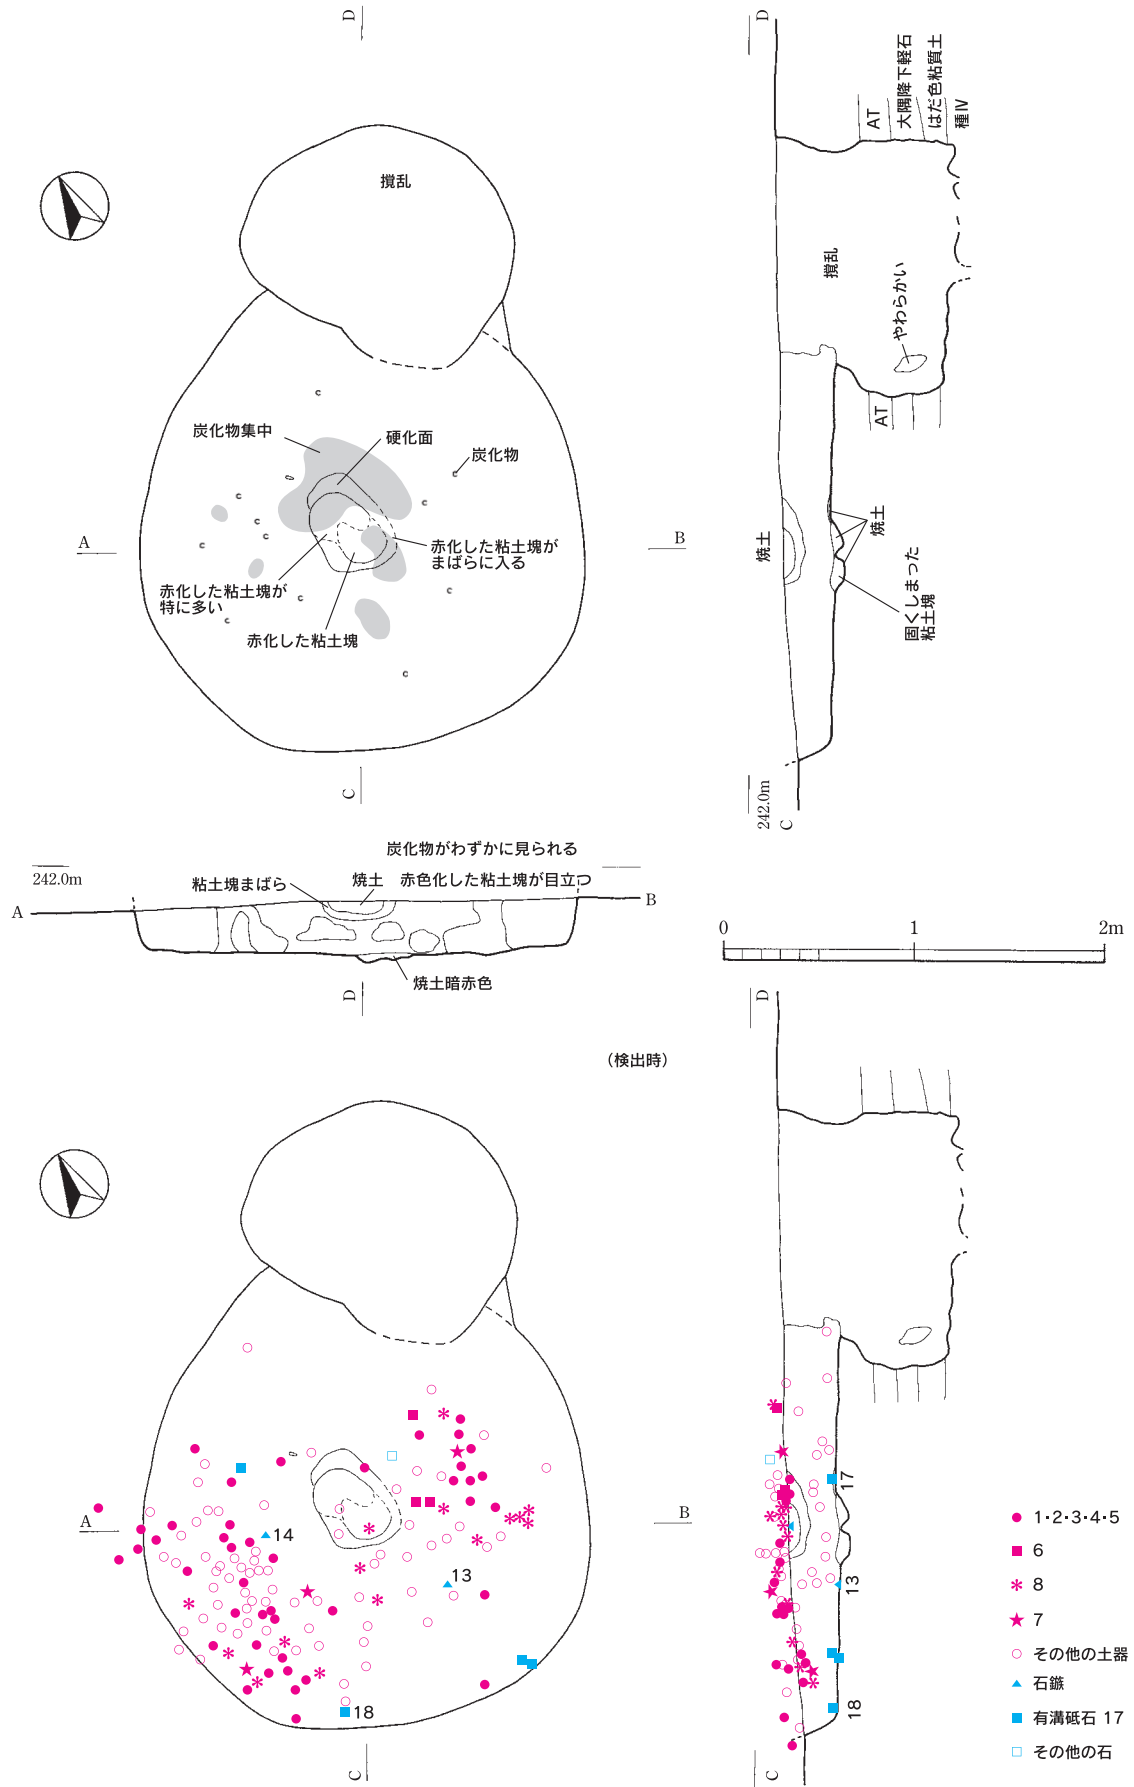 D
D
AT
大隅降下軽石
はだ色粘質土
種Ⅳ
撹乱
撹乱
やわらかい
AT
炭化物集中
硬化面
炭化物
A
B
赤化した粘土塊が
まばらに入る
赤化した粘土塊が
特に多い
赤化した粘土塊
焼土
焼土
固くしまった
粘土塊
C
242.0m
C
炭化物がわずかに見られる
242.0m
粘土塊まばら
焼土
赤色化した粘土塊が目立つ
A
B
焼土暗赤色
0
1
2m
D
D
(検出時)
17
A
14
B
13
13
18
18
C
C
1・2・3・4・5
6
8
7
その他の土器
石鏃
有溝砥石 17
その他の石